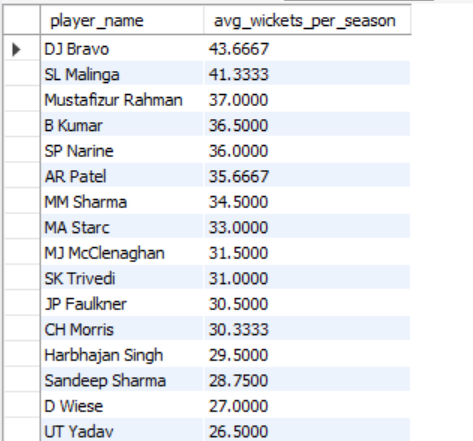 player_name avg_wickets_per_season
DJ Bravo 43.6667
SL Malinga 41.3333
Mustafizur Rahman 37.0000
B Kumar 36.5000
SP Narine 36.0000
AR Patel 35.6667
MM Sharma 34.5000
MA Starc 33.0000
MJ McClenaghan 31.5000
SK Trivedi 31.0000
JP Faulkner 30.5000
CH Morris 30.3333
Harbhajan Singh 29.5000
Sandeep Sharma 28.7500
D Wiese 27.0000
UT Yadav 26.5000